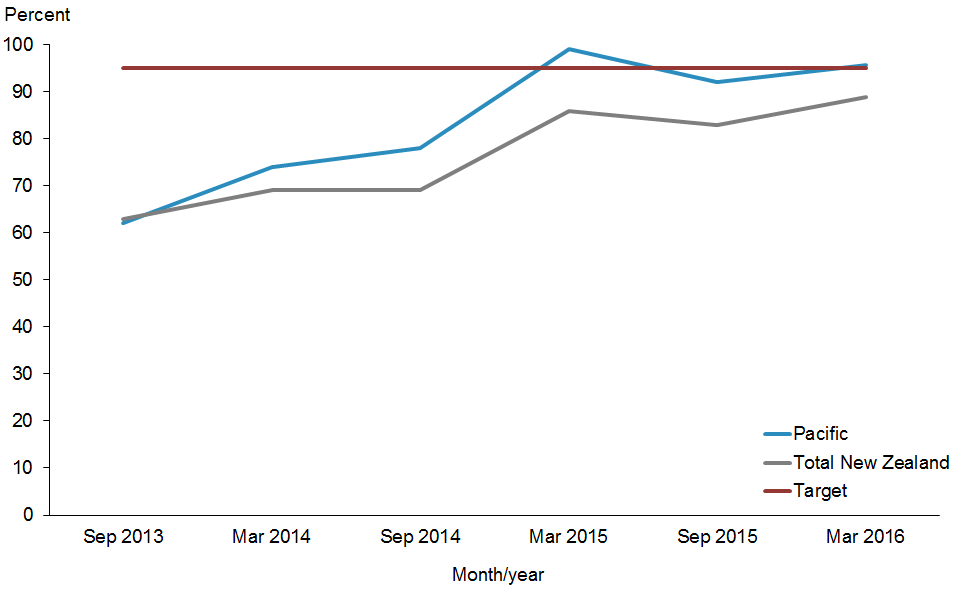 Percent
100
90
80
70
60
50
40
30
20
10
0
Pacific
Total New Zealand
Target
Sep 2013 Mar 2014 Sep 2014 Mar 2015 Sep 2015 Mar 2016
Month/year